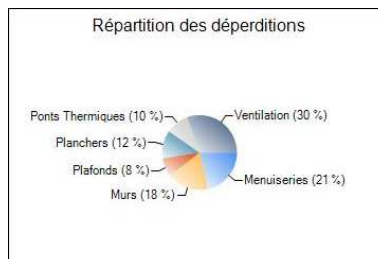 Répartition des déperditions
Ponts Thermiques (10 %)
Ventilation (30 %)
Planchers (12 %)
Plafonds (8 %)
Menuiseries (21 %)
Murs (18 %)